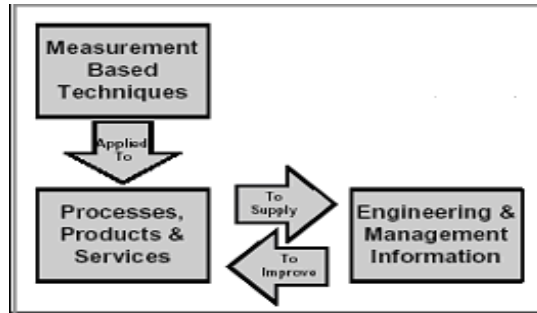 Measurement
Based
Techniques
Applied
To
Processes,
Products &
Services
To
Supply
To
Improve
Engineering &
Management
Information